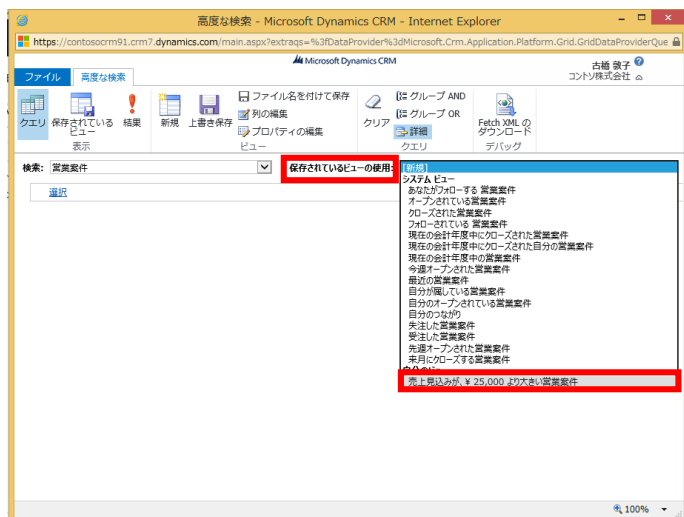 高度な検索 - Microsoft Dynamics CRM - Internet Explorer
https://contosocrm91.crm7.dynamics.com/main.aspx?extraqs=%3fDataProvider%3dMicrosoft.Crm.Application.Platform.Grid.GridDataProviderQue
Microsoft Dynamics CRM
古植 敦子
コントソ株式会社
ファイル 高度な検索
クエリ 保存されている ビュー 結果
表示
新規 上書き保存
ファイル名を付けて保存
列の編集
プロパティの編集
ビュー
クリア
グループ AND
グループ OR
詳細
クエリ
Fetch XML の ダウンロード
デバッグ
検索: 営業案件
保存されているビューの使用: [新規]
選択
システム ビュー
あなたがフォローする 営業案件
オープンされている 営業案件
クローズされた営業案件
フォローされている 営業案件
現在の会計年度中にクローズされた営業案件
現在の会計年度中にクローズされた自分の営業案件
現在の会計年度中の営業案件
今週オープンされた営業案件
最近の営業案件
自分が属している営業案件
自分のオープンされている営業案件
自分のつながり
失注した営業案件
受注した営業案件
先週オープンされた営業案件
来月にクローズする営業案件
自分のビュー
売上見込みが、¥ 25,000 より大きい営業案件
100%